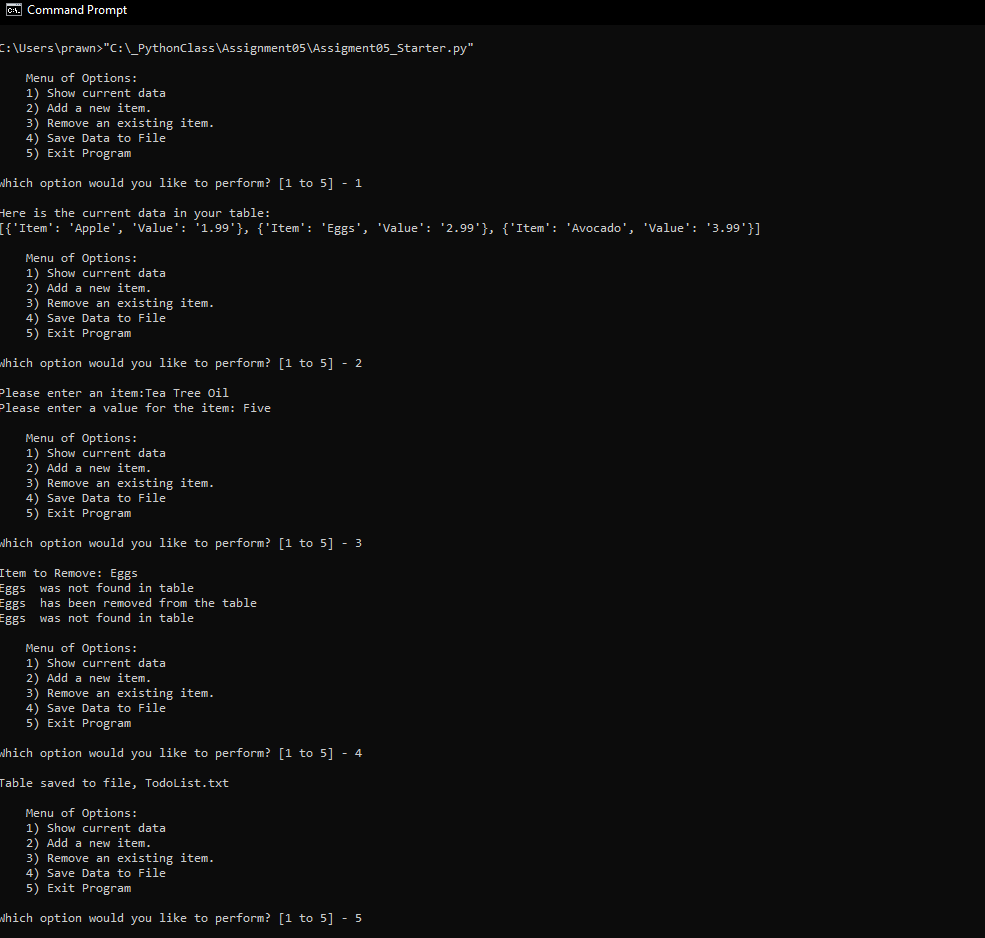 Command Prompt
C:\Users\prawn>"C:\_PythonClass\Assignment05\Assigment05_Starter.py"
Menu of Options:
1) Show current data
2) Add a new item.
3) Remove an existing item.
4) Save Data to File
5) Exit Program
Which option would you like to perform? [1 to 5] - 1
Here is the current data in your table:
[{'Item': 'Apple', 'Value': '1.99'}, {'Item': 'Eggs', 'Value': '2.99'}, {'Item': 'Avocado', 'Value': '3.99'}]
Menu of Options:
1) Show current data
2) Add a new item.
3) Remove an existing item.
4) Save Data to File
5) Exit Program
Which option would you like to perform? [1 to 5] - 2
Please enter an item:Tea Tree Oil
Please enter a value for the item: Five
Menu of Options:
1) Show current data
2) Add a new item.
3) Remove an existing item.
4) Save Data to File
5) Exit Program
Which option would you like to perform? [1 to 5] - 3
Item to Remove: Eggs
Eggs  was not found in table
Eggs  has been removed from the table
Eggs  was not found in table
Menu of Options:
1) Show current data
2) Add a new item.
3) Remove an existing item.
4) Save Data to File
5) Exit Program
Which option would you like to perform? [1 to 5] - 4
Table saved to file, TodoList.txt
Menu of Options:
1) Show current data
2) Add a new item.
3) Remove an existing item.
4) Save Data to File
5) Exit Program
Which option would you like to perform? [1 to 5] - 5